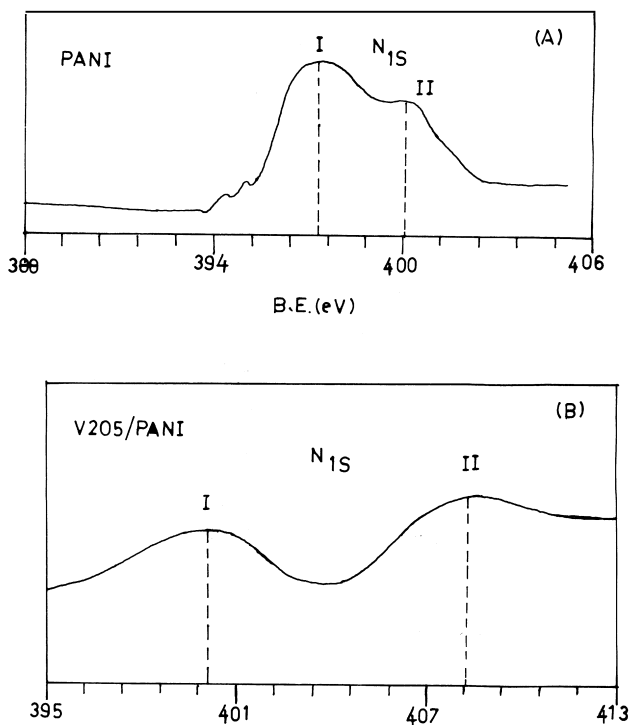 (A)
PANI
I
N1S
II
388 394 400 406
B.E.(eV)
(B)
V205/PANI
N1S
I
II
395 401 407 413